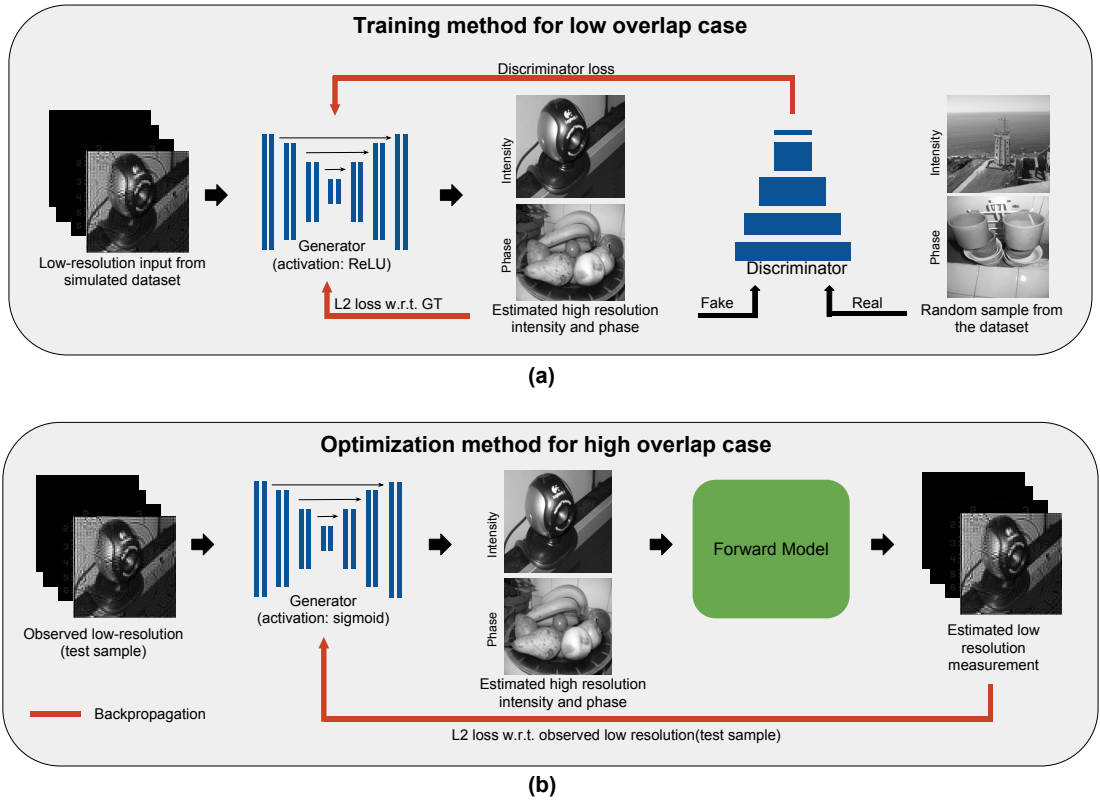 Training method for low overlap case
Discriminator loss
Intensity
Phase
Intensity
Phase
Generator
(activation: ReLU)
Low-resolution input from
simulated dataset
L2 loss w.r.t. GT
Estimated high resolution
intensity and phase
Discriminator
Fake
Real
Random sample from
the dataset
(a)
Optimization method for high overlap case
Intensity
Phase
Forward Model
Generator
(activation: sigmoid)
Observed low-resolution
(test sample)
Estimated high resolution
intensity and phase
Estimated low
resolution
measurement
Backpropagation
L2 loss w.r.t. observed low resolution(test sample)
(b)